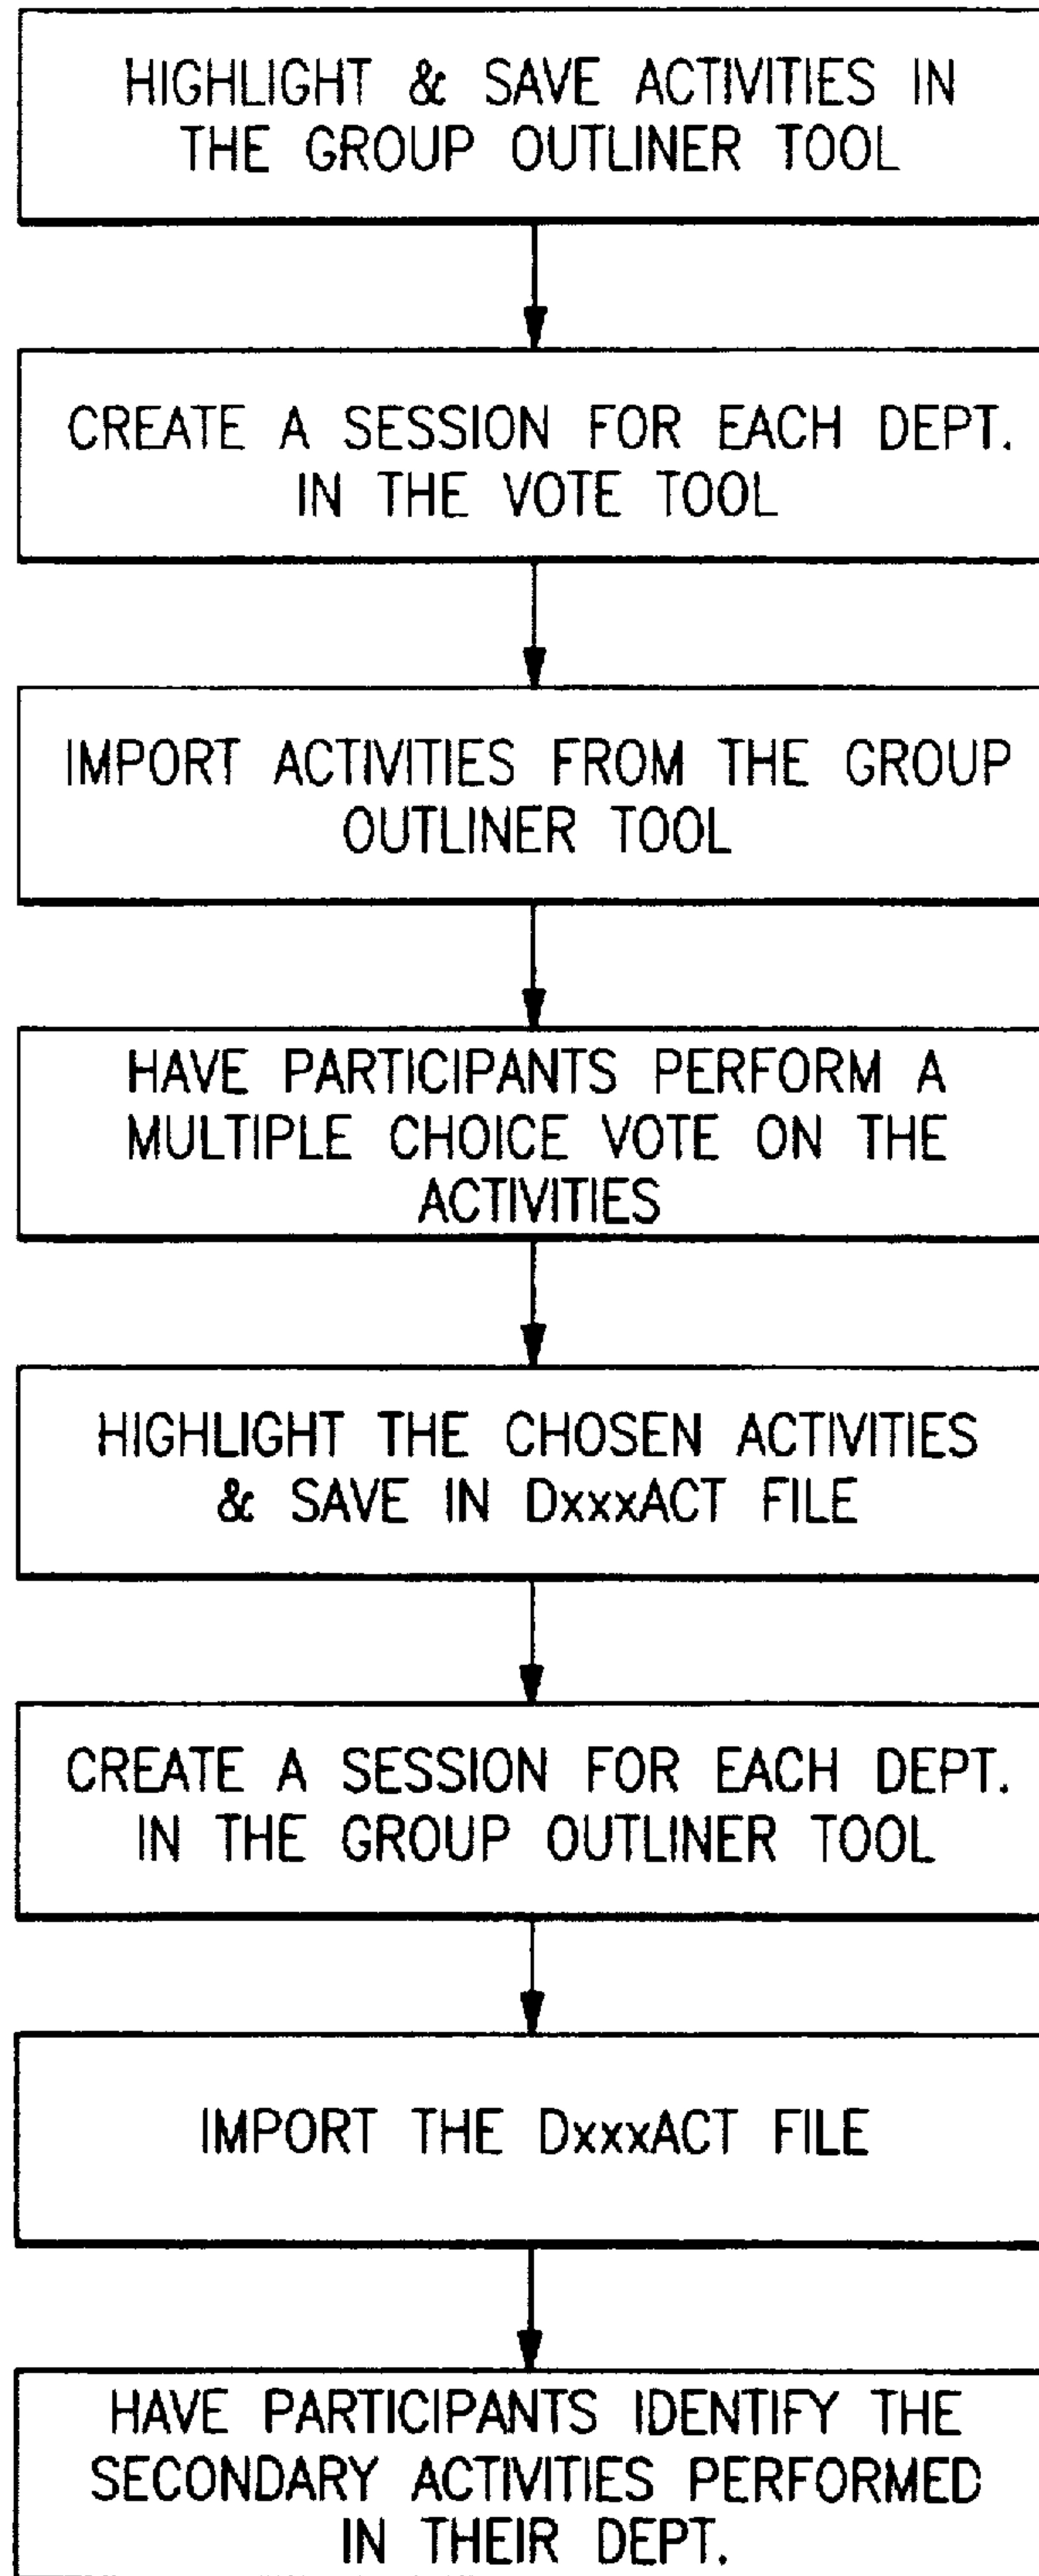 HIGHLIGHT & SAVE ACTIVITIES IN
THE GROUP OUTLINER TOOL
CREATE A SESSION FOR EACH DEPT.
IN THE VOTE TOOL
IMPORT ACTIVITIES FROM THE GROUP
OUTLINER TOOL
HAVE PARTICIPANTS PERFORM A
MULTIPLE CHOICE VOTE ON THE
ACTIVITIES
HIGHLIGHT THE CHOSEN ACTIVITIES
& SAVE IN DxxxACT FILE
CREATE A SESSION FOR EACH DEPT.
IN THE GROUP OUTLINER TOOL
IMPORT THE DxxxACT FILE
HAVE PARTICIPANTS IDENTIFY THE
SECONDARY ACTIVITIES PERFORMED
IN THEIR DEPT.